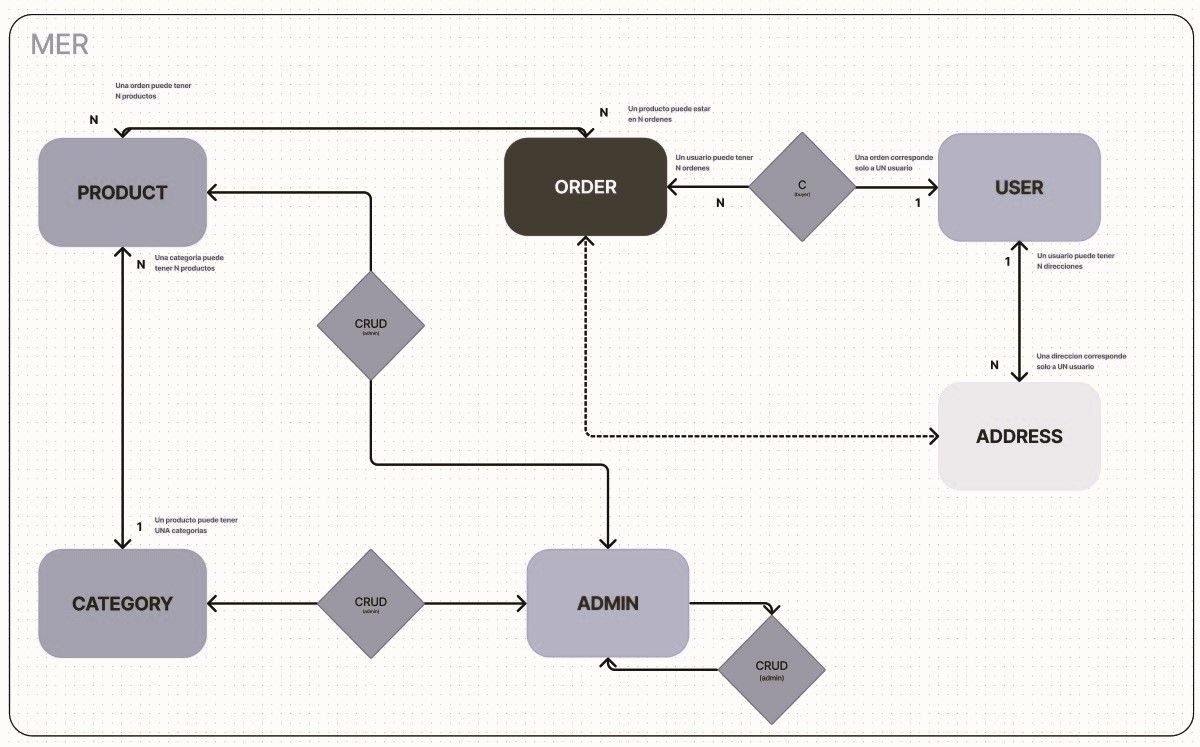 MER
Una orden puede tener
N productos
N
N
Un producto puede estar
en N ordenes
PRODUCT
ORDER
Un usuario puede tener
N ordenes
N
C
(buyer)
Una orden corresponde
solo a UN usuario
1
USER
N
Una categoria puede
tener N productos
1
Un usuario puede tener
N direcciones
CRUD
(admin)
N
Una direccion corresponde
solo a UN usuario
ADDRESS
1
Un producto puede tener
UNA categorias
CATEGORY
CRUD
(admin)
ADMIN
CRUD
(admin)